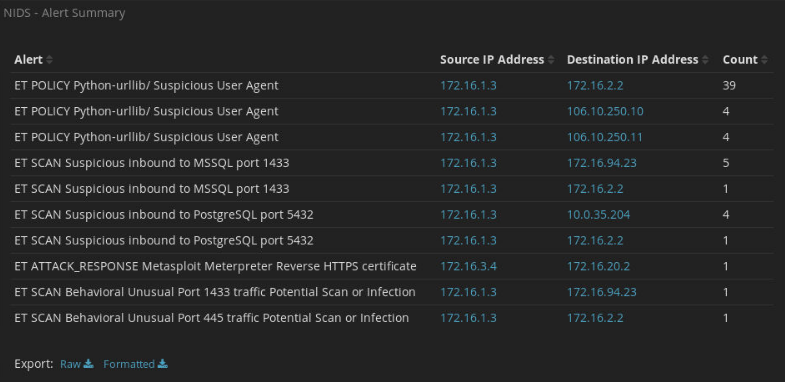 NIDS - Alert Summary
Alert Source IP Address Destination IP Address Count
ET POLICY Python-urllib/ Suspicious User Agent 172.16.1.3 172.16.2.2 39
ET POLICY Python-urllib/ Suspicious User Agent 172.16.1.3 106.10.250.10 4
ET POLICY Python-urllib/ Suspicious User Agent 172.16.1.3 106.10.250.11 4
ET SCAN Suspicious inbound to MSSQL port 1433 172.16.1.3 172.16.94.23 5
ET SCAN Suspicious inbound to MSSQL port 1433 172.16.1.3 172.16.2.2 1
ET SCAN Suspicious inbound to PostgreSQL port 5432 172.16.1.3 10.0.35.204 4
ET SCAN Suspicious inbound to PostgreSQL port 5432 172.16.1.3 172.16.2.2 1
ET ATTACK_RESPONSE Metasploit Meterpreter Reverse HTTPS certificate 172.16.3.4 172.16.20.2 1
ET SCAN Behavioral Unusual Port 1433 traffic Potential Scan or Infection 172.16.1.3 172.16.94.23 1
ET SCAN Behavioral Unusual Port 445 traffic Potential Scan or Infection 172.16.1.3 172.16.2.2 1
Export: Raw Formatted